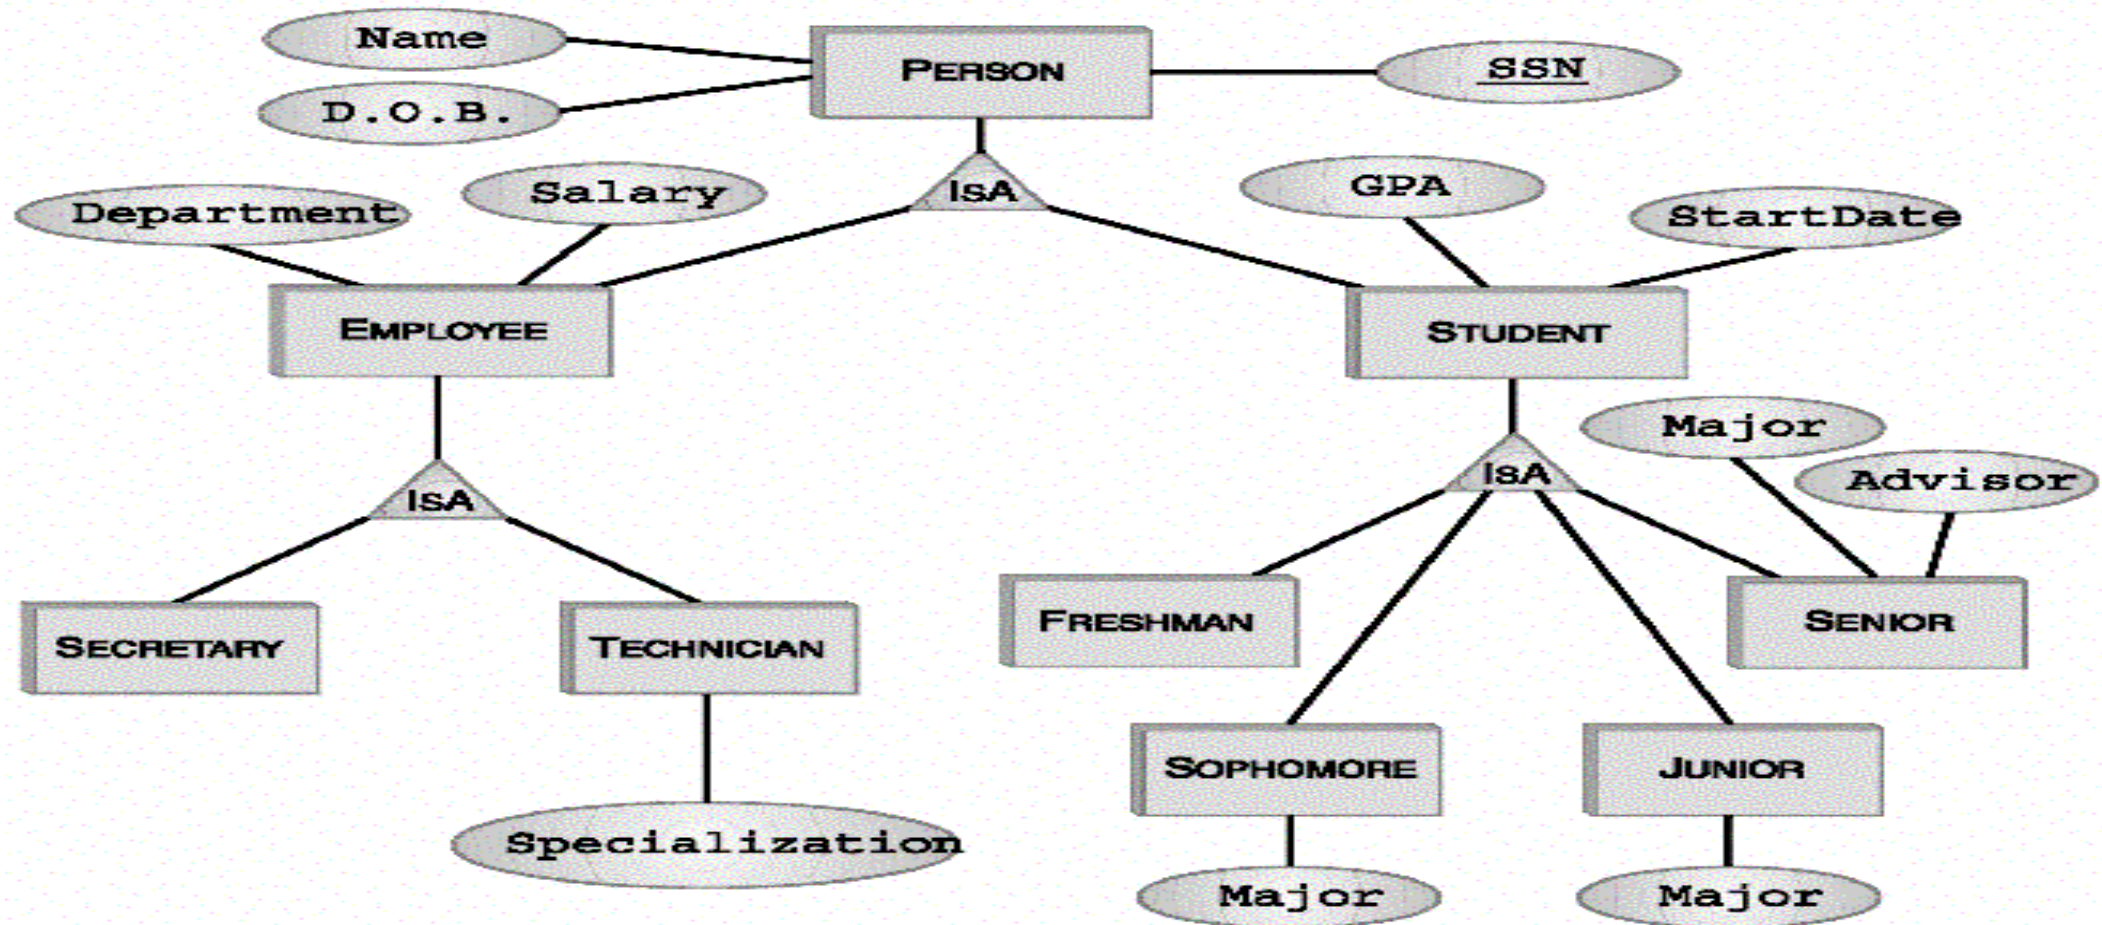 Name
PERSON
SSN
D.O.B.
Department
Salary
IsA
GPA
StartDate
EMPLOYEE
STUDENT
Major
Advisor
IsA
IsA
SECRETARY
TECHNICIAN
FRESHMAN
SENIOR
SOPHOMORE
JUNIOR
Specialization
Major
Major